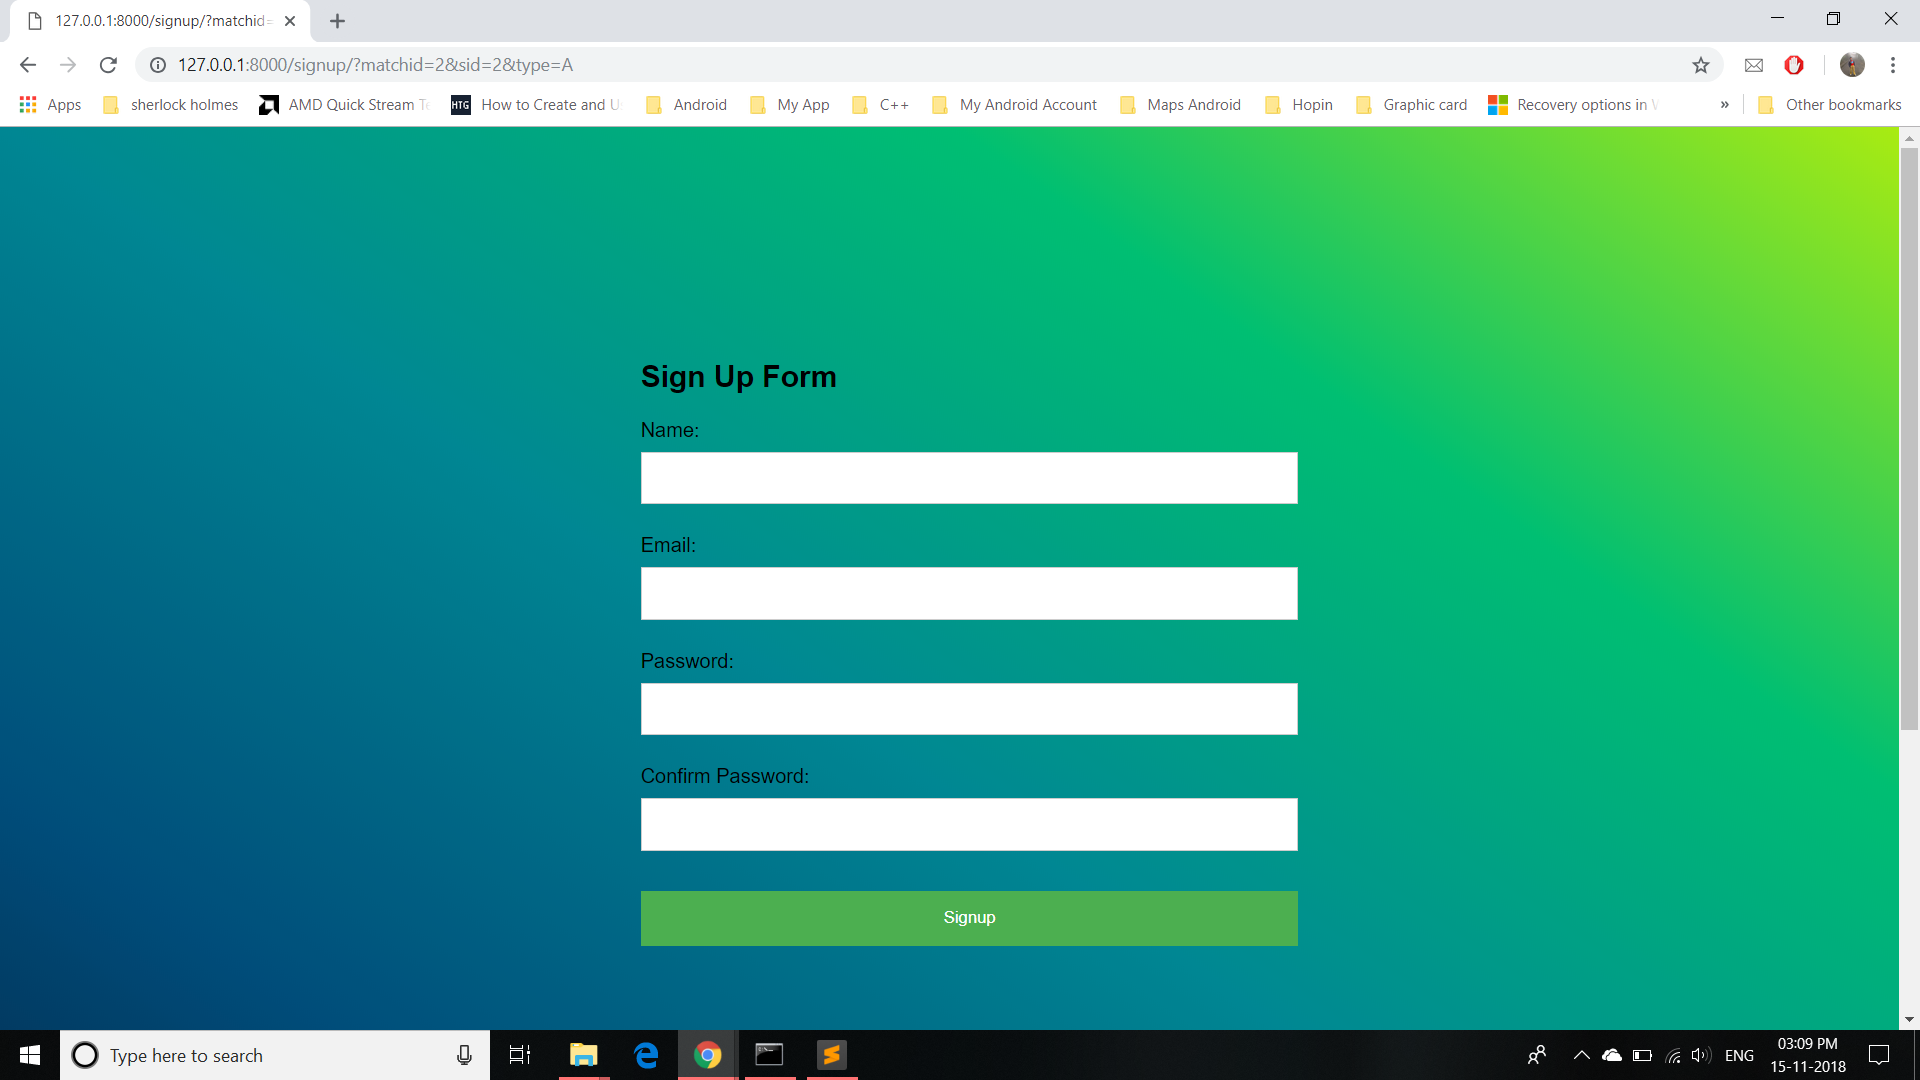 127.0.0.1:8000/signup/?matchid=
127.0.0.1:8000/signup/?matchid=2&sid=2&type=A
Apps sherlock holmes AMD Quick Stream Te HTG How to Create and U Android My App C++ My Android Account Maps Android Hopin Graphic card Recovery options in W » Other bookmarks
Sign Up Form
Name:
Email:
Password:
Confirm Password:
Signup
Type here to search
ENG
03:09 PM
15-11-2018